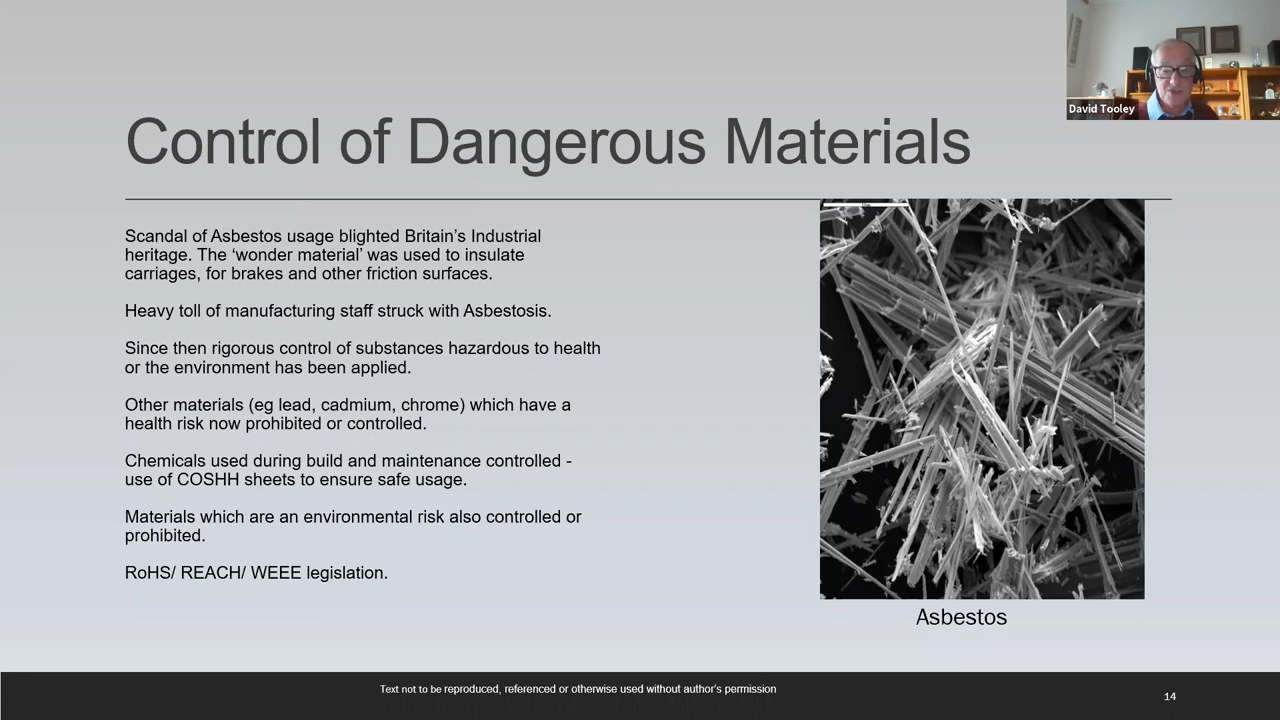 David Tooley
Control of Dangerous Materials
Scandal of Asbestos usage blighted Britain’s Industrial
heritage. The ‘wonder material’ was used to insulate
carriages, for brakes and other friction surfaces.
Heavy toll of manufacturing staff struck with Asbestosis.
Since then rigorous control of substances hazardous to health
or the environment has been applied.
Other materials (eg lead, cadmium, chrome) which have a
health risk now prohibited or controlled.
Chemicals used during build and maintenance controlled -
use of COSHH sheets to ensure safe usage.
Materials which are an environmental risk also controlled or
prohibited.
RoHS/ REACH/ WEEE legislation.
Asbestos
Text not to be reproduced, referenced or otherwise used without author’s permission
14